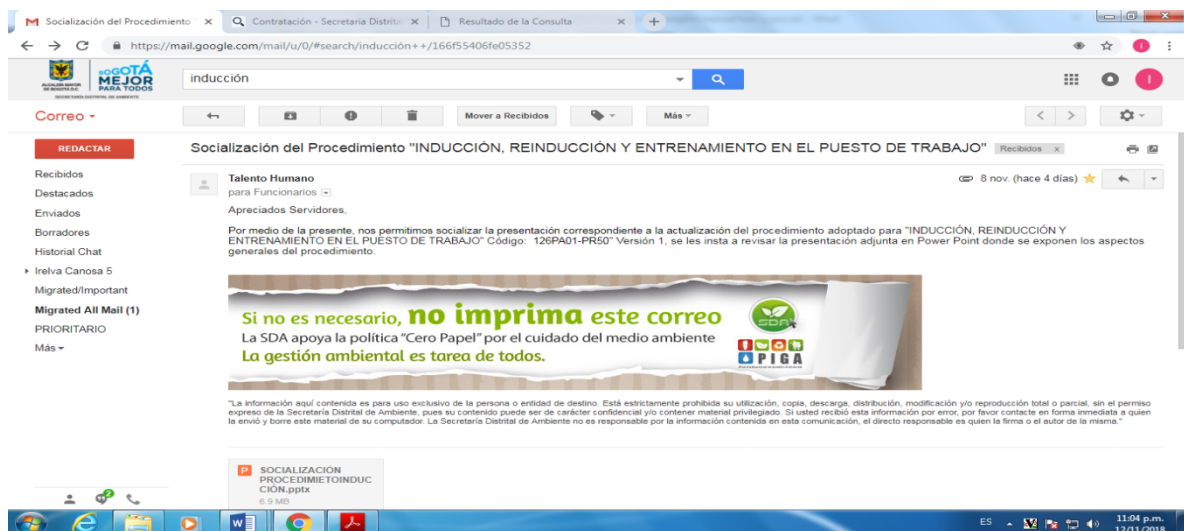 Socialización del Procedimiento
Contratación - Secretaria Distrita
Resultado de la Consulta
https://mail.google.com/mail/u/0/#search/inducción++/166f55406fe05352
BOGOTÁ
MEJOR
PARA TODOS
ALCALDÍA MAYOR
DE BOGOTÁ D.C.
SECRETARÍA DISTRITAL DE AMBIENTE
inducción
Correo
Mover a Recibidos
Más
REDACTAR
Socialización del Procedimiento "INDUCCIÓN, REINDUCCIÓN Y ENTRENAMIENTO EN EL PUESTO DE TRABAJO"
Recibidos x
Recibidos
Destacados
Enviados
Borradores
Historial Chat
Irelva Canosa 5
Migrated/Important
Migrated All Mail (1)
PRIORITARIO
Más
Talento Humano
8 nov. (hace 4 días)
para Funcionarios
Apreciados Servidores,
Por medio de la presente, nos permitimos socializar la presentación correspondiente a la actualización del procedimiento adoptado para "INDUCCIÓN, REINDUCCIÓN Y
ENTRENAMIENTO EN EL PUESTO DE TRABAJO" Código: 126PA01-PR50" Versión 1, se les insta a revisar la presentación adjunta en Power Point donde se exponen los aspectos
generales del procedimiento.
Si no es necesario, no imprima este correo
La SDA apoya la política "Cero Papel" por el cuidado del medio ambiente
La gestión ambiental es tarea de todos.
SDA
PIGA
"La información aquí contenida es para uso exclusivo de la persona o entidad de destino. Está estrictamente prohibida su utilización, copia, descarga, distribución, modificación y/o reproducción total o parcial, sin el permiso
expreso de la Secretaría Distrital de Ambiente, pues su contenido puede ser de carácter confidencial y/o contener material privilegiado. Si usted recibió esta información por error, por favor contacte en forma inmediata a quien
la envió y borre este material de su computador. La Secretaría Distrital de Ambiente no es responsable por la información contenida en esta comunicación, el directo responsable es quien la firma o el autor de la misma."
SOCIALIZACIÓN
PROCEDIMIETOINDUC
CIÓN.pptx
6.9 MB
2
ES
11:04 p.m.
12/11/2018